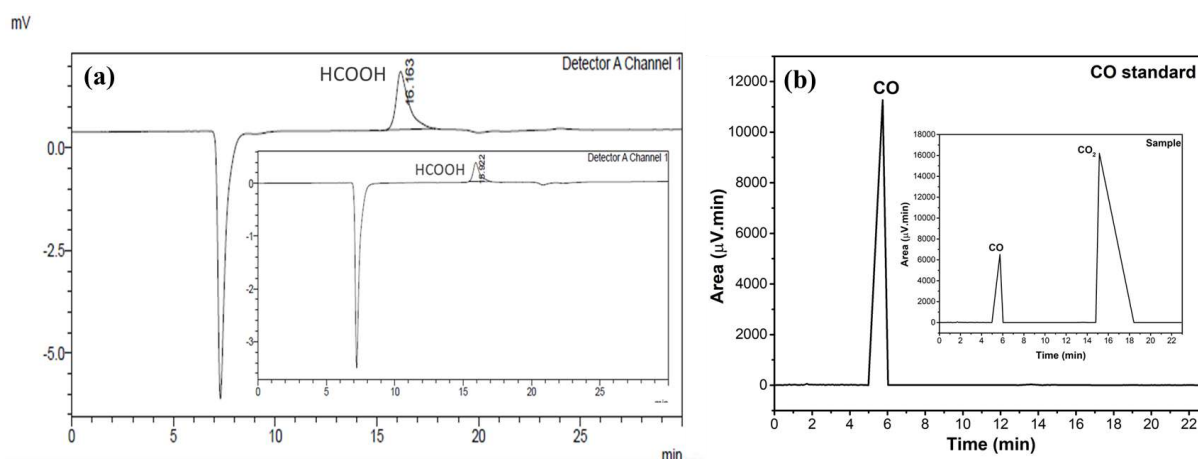 mV
(a)
HCOOH
16.163
Detector A Channel 1
0.0
-2.5
-5.0
0 5 10 15 20 25
min
Detector A Channel 1
HCOOH
0
-1
-2
-3
0 5 10 15 20 25
(b)
CO standard
CO
12000
10000
8000
6000
4000
2000
0
Area (µV.min)
0 2 4 6 8 10 12 14 16 18 20 22
Time (min)
Sample
CO₂
CO
18000
16000
14000
12000
10000
8000
6000
4000
2000
0
Area (µV.min)
0 2 4 6 8 10 12 14 16 18 20 22
Time (min)